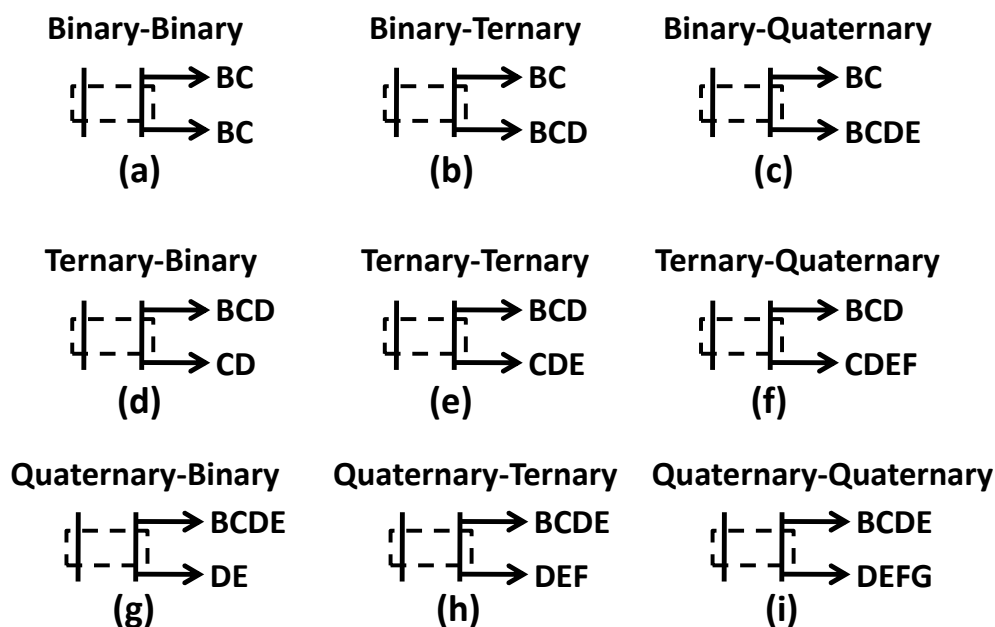 Binary-Binary Binary-Ternary Binary-Quaternary
BC BC BC
BC BCD BCDE
(a) (b) (c)
Ternary-Binary Ternary-Ternary Ternary-Quaternary
BCD BCD BCD
CD CDE CDEF
(d) (e) (f)
Quaternary-Binary Quaternary-Ternary Quaternary-Quaternary
BCDE BCDE BCDE
DE DEF DEFG
(g) (h) (i)